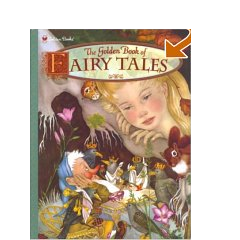 The Golden Book of
FAIRY TALES